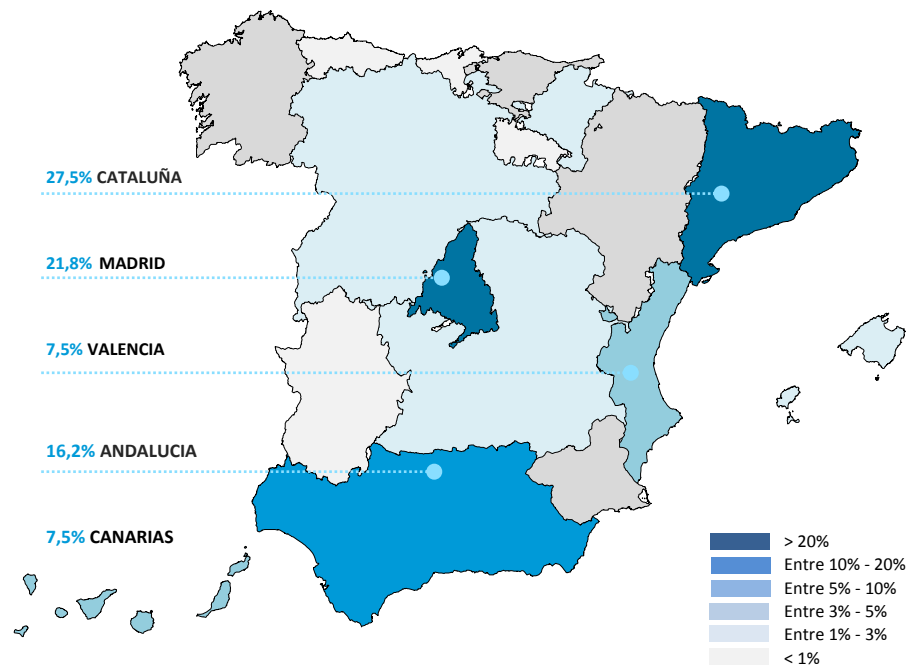 27,5% CATALUÑA
21,8% MADRID
7,5% VALENCIA
16,2% ANDALUCIA
7,5% CANARIAS
> 20%
Entre 10% - 20%
Entre 5% - 10%
Entre 3% - 5%
Entre 1% - 3%
< 1%